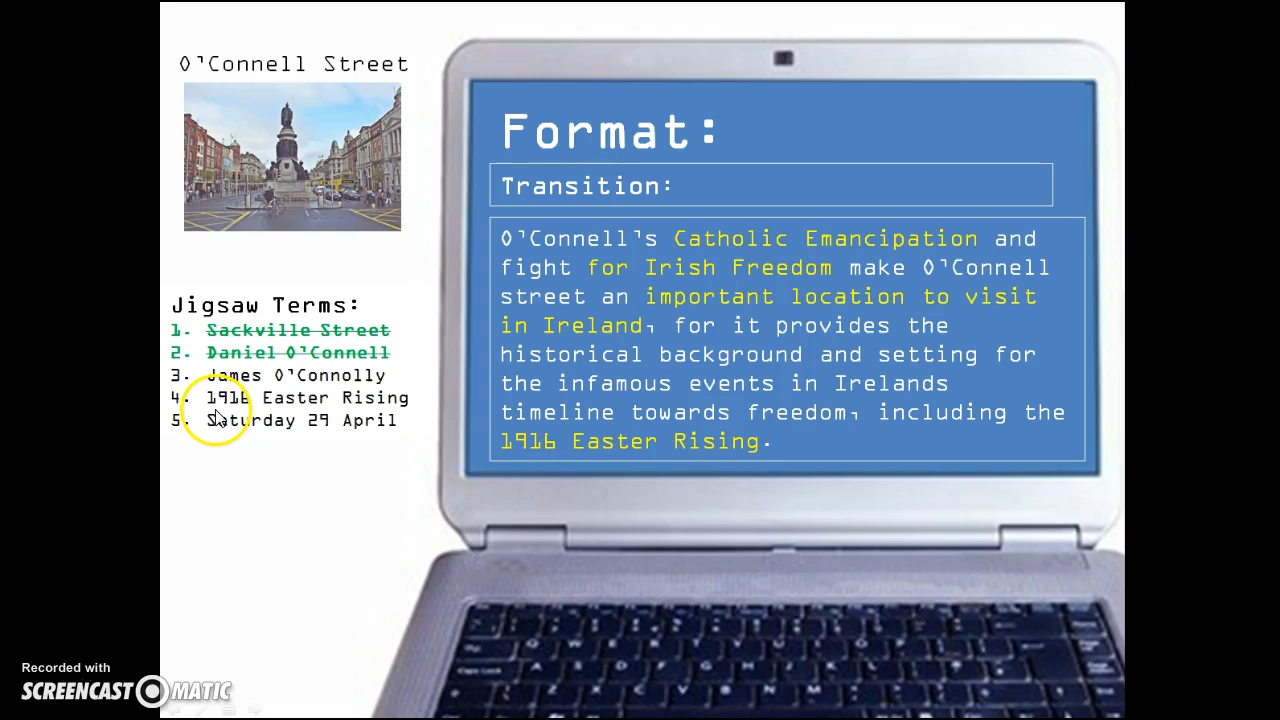 O'Connell Street
Jigsaw Terms:
1. Sackville Street
2. Daniel O'Connell
3. James O'Connolly
4. 1916 Easter Rising
5. Saturday 29 April
Format:
Transition:
O'Connell's Catholic Emancipation and
fight for Irish Freedom make O'Connell
street an important location to visit
in Ireland, for it provides the
historical background and setting for
the infamous events in Irelands
timeline towards freedom, including the
1916 Easter Rising.
Recorded with
SCREENCAST-O-MATIC